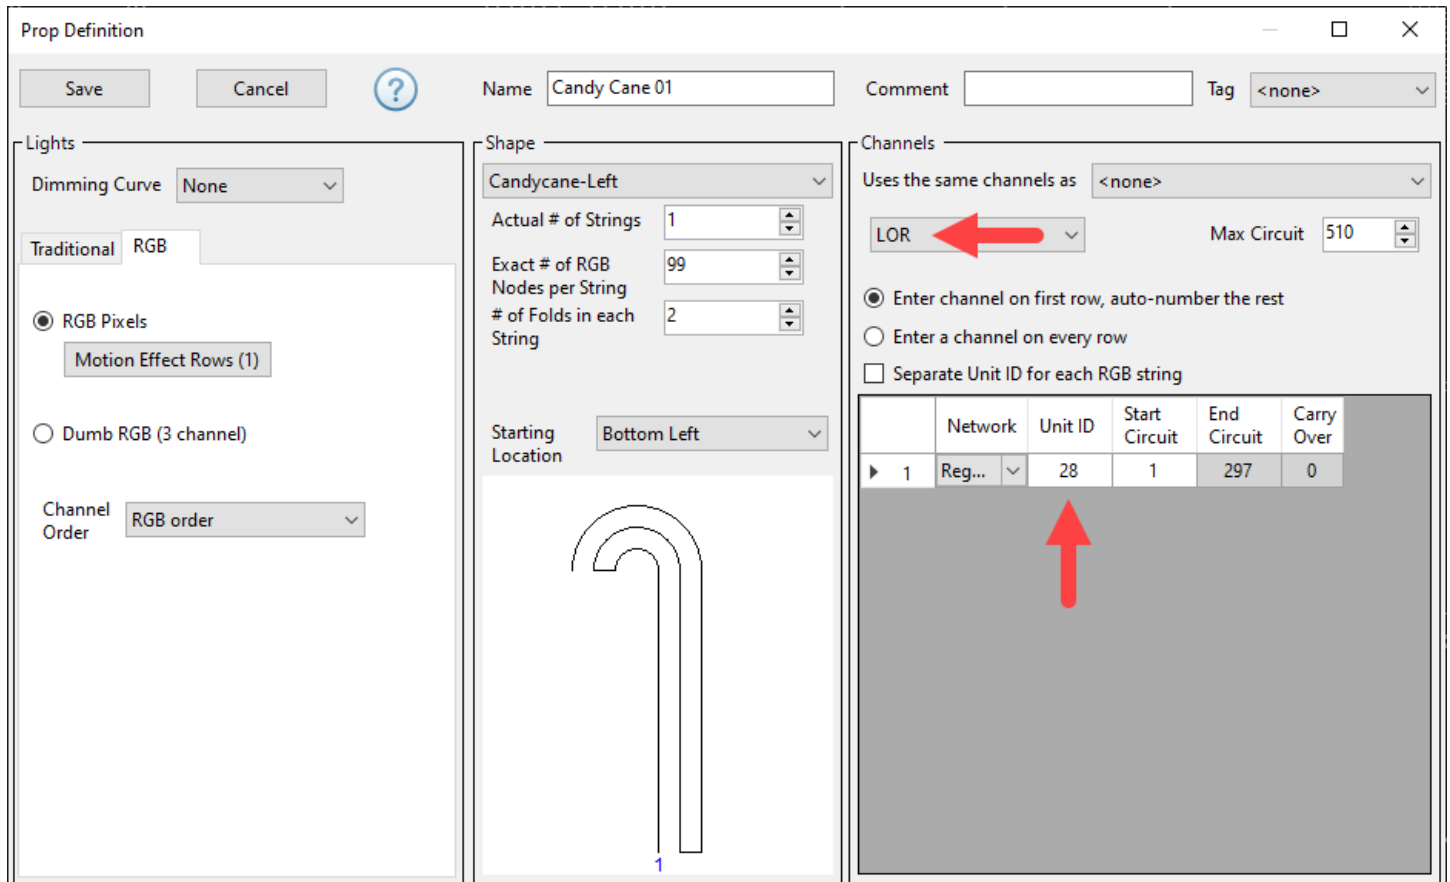 Prop Definition
Save
Cancel
?
Name
Candy Cane 01
Comment
Tag
<none>
Lights
Dimming Curve
None
Traditional
RGB
RGB Pixels
Motion Effect Rows (1)
Dumb RGB (3 channel)
Channel
Order
RGB order
Shape
Candycane-Left
Actual # of Strings
1
Exact # of RGB
Nodes per String
99
# of Folds in each
String
2
Starting
Location
Bottom Left
1
Channels
Uses the same channels as
<none>
LOR
Max Circuit
510
Enter channel on first row, auto-number the rest
Enter a channel on every row
Separate Unit ID for each RGB string
Network
Unit ID
Start
Circuit
End
Circuit
Carry
Over
1
Reg...
28
1
297
0